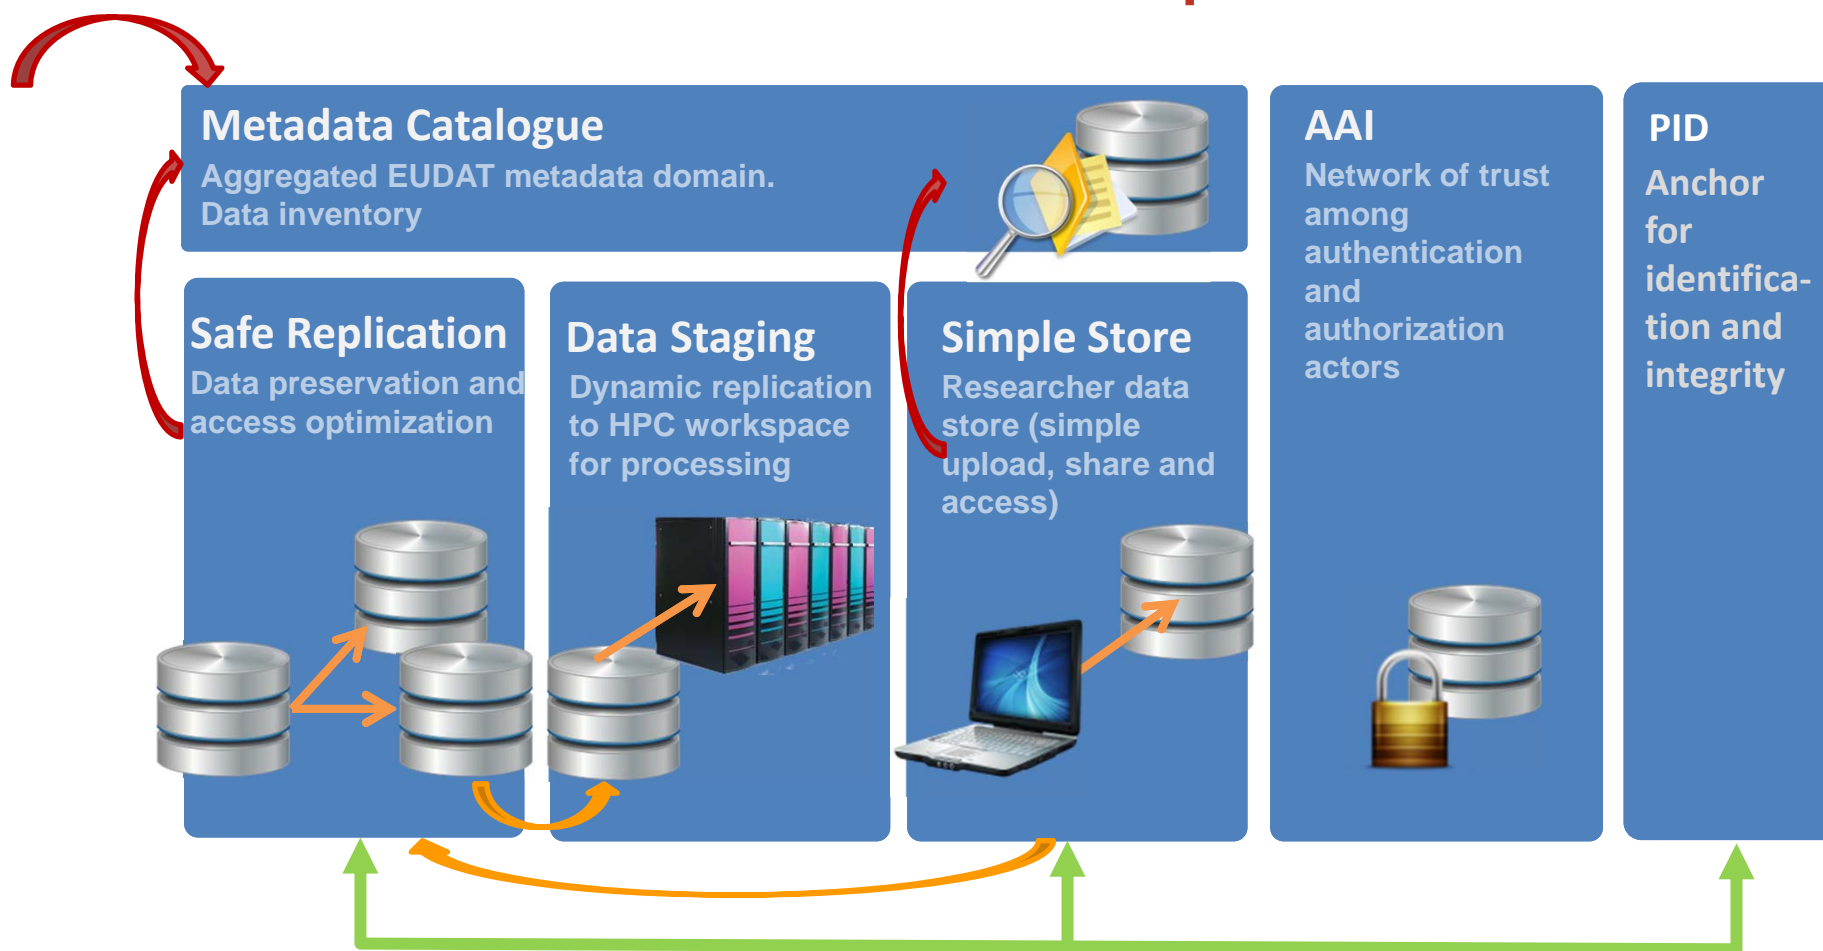 Metadata Catalogue
Aggregated EUDAT metadata domain.
Data inventory
Safe Replication
Data preservation and
access optimization
Data Staging
Dynamic replication
to HPC workspace
for processing
Simple Store
Researcher data
store (simple
upload, share and
access)
AAI
Network of trust
among
authentication
and
authorization
actors
PID
Anchor
for
identifica-
tion and
integrity